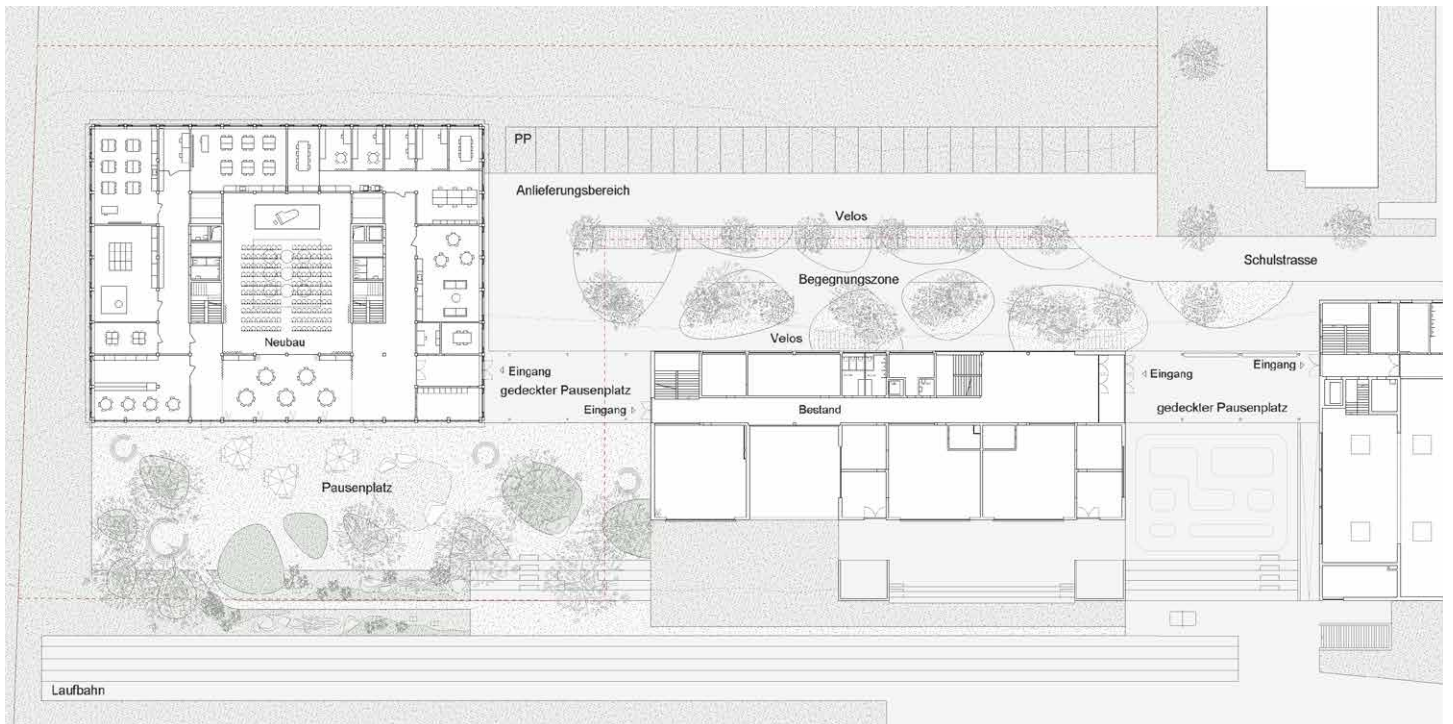 PP
Anlieferungsbereich
Velos
Schulstrasse
Begegnungszone
Velos
Neubau
Eingang
gedeckter Pausenplatz
Eingang
Bestand
Eingang
Eingang
gedeckter Pausenplatz
Pausenplatz
Laufbahn